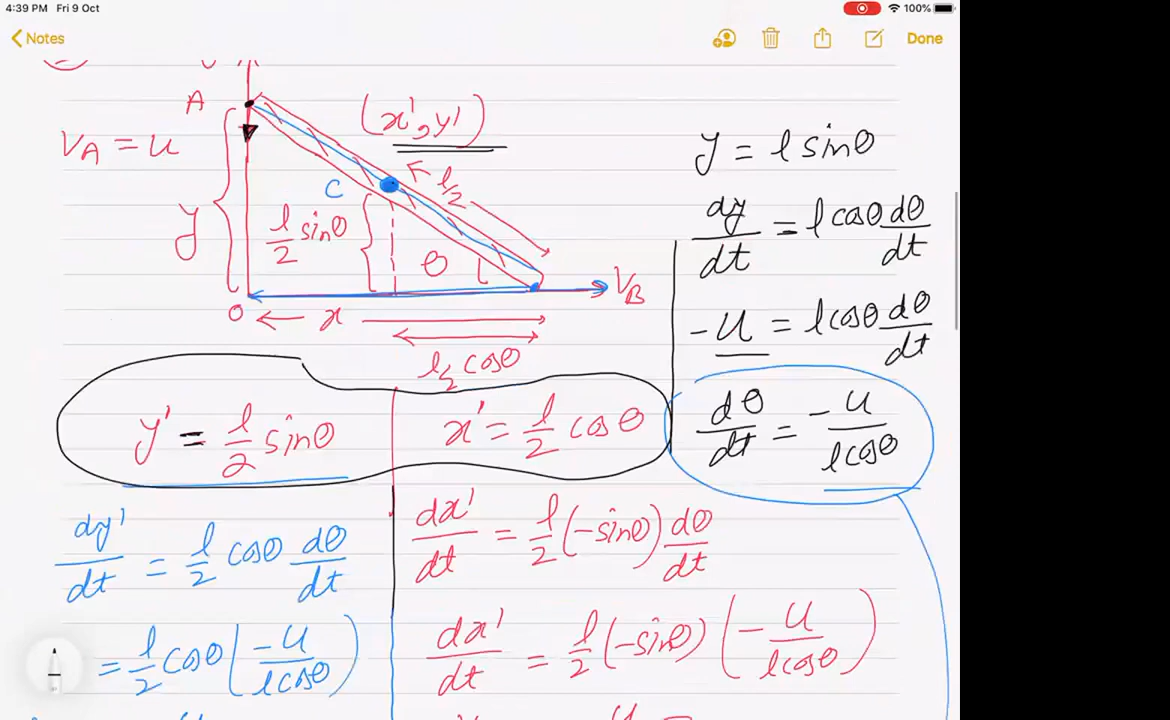 4:39 PM Fri 9 Oct
100%
Notes
Done
A
V_A = u
(x', y')
C
l/2
y
l/2 sinθ
θ
V_B
O
x
l/2 cosθ
y = l sinθ
dy/dt = l cosθ dθ/dt
-u = l cosθ dθ/dt
dθ/dt = -u/(l cosθ)
y' = l/2 sinθ
x' = l/2 cosθ
dy'/dt = l/2 cosθ dθ/dt
= l/2 cosθ (-u/(l cosθ))
dx'/dt = l/2 (-sinθ) dθ/dt
dx'/dt = l/2 (-sinθ) (-u/(l cosθ))